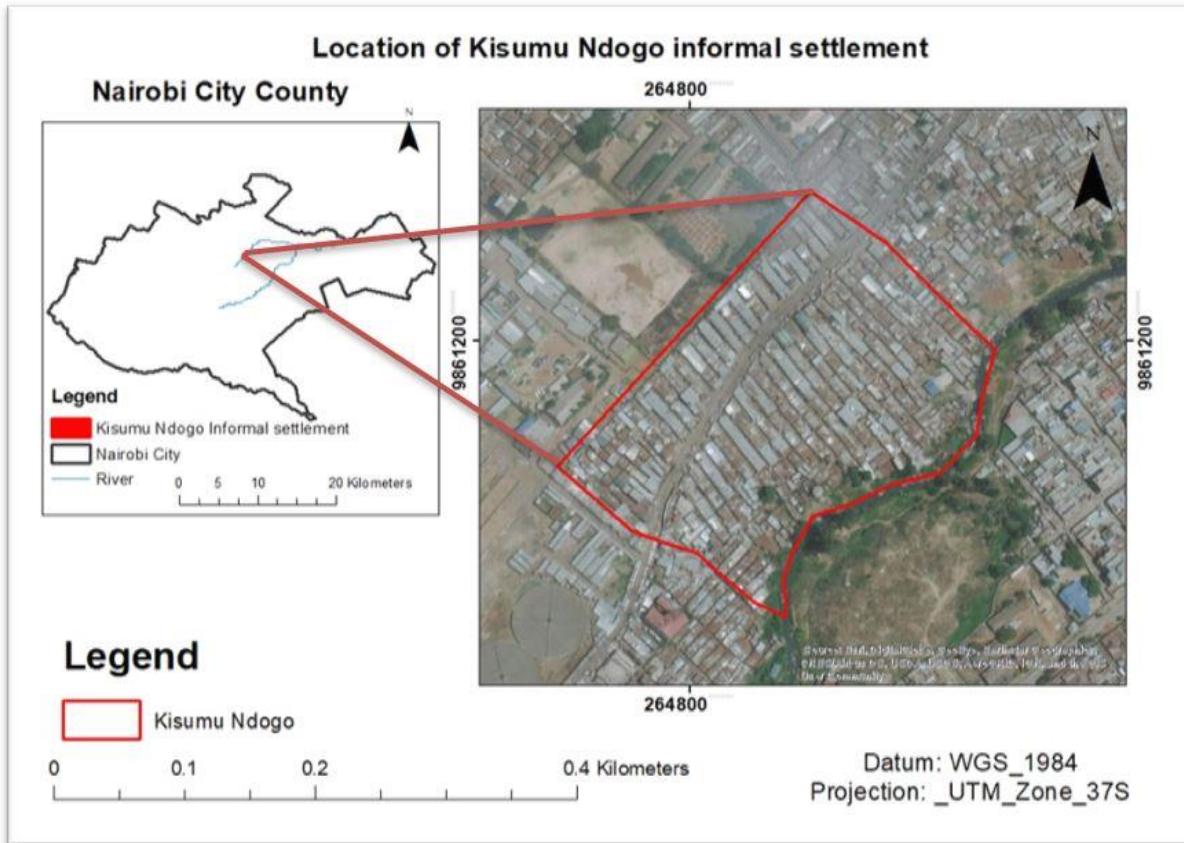 Location of Kisumu Ndogo informal settlement
Nairobi City County
N
Legend
Kisumu Ndogo Informal settlement
Nairobi City
River
0 5 10 20 Kilometers
264800
N
9861200
9861200
User Community
264800
Legend
Kisumu Ndogo
0 0.1 0.2 0.4 Kilometers
Datum: WGS_1984
Projection: _UTM_Zone_37S